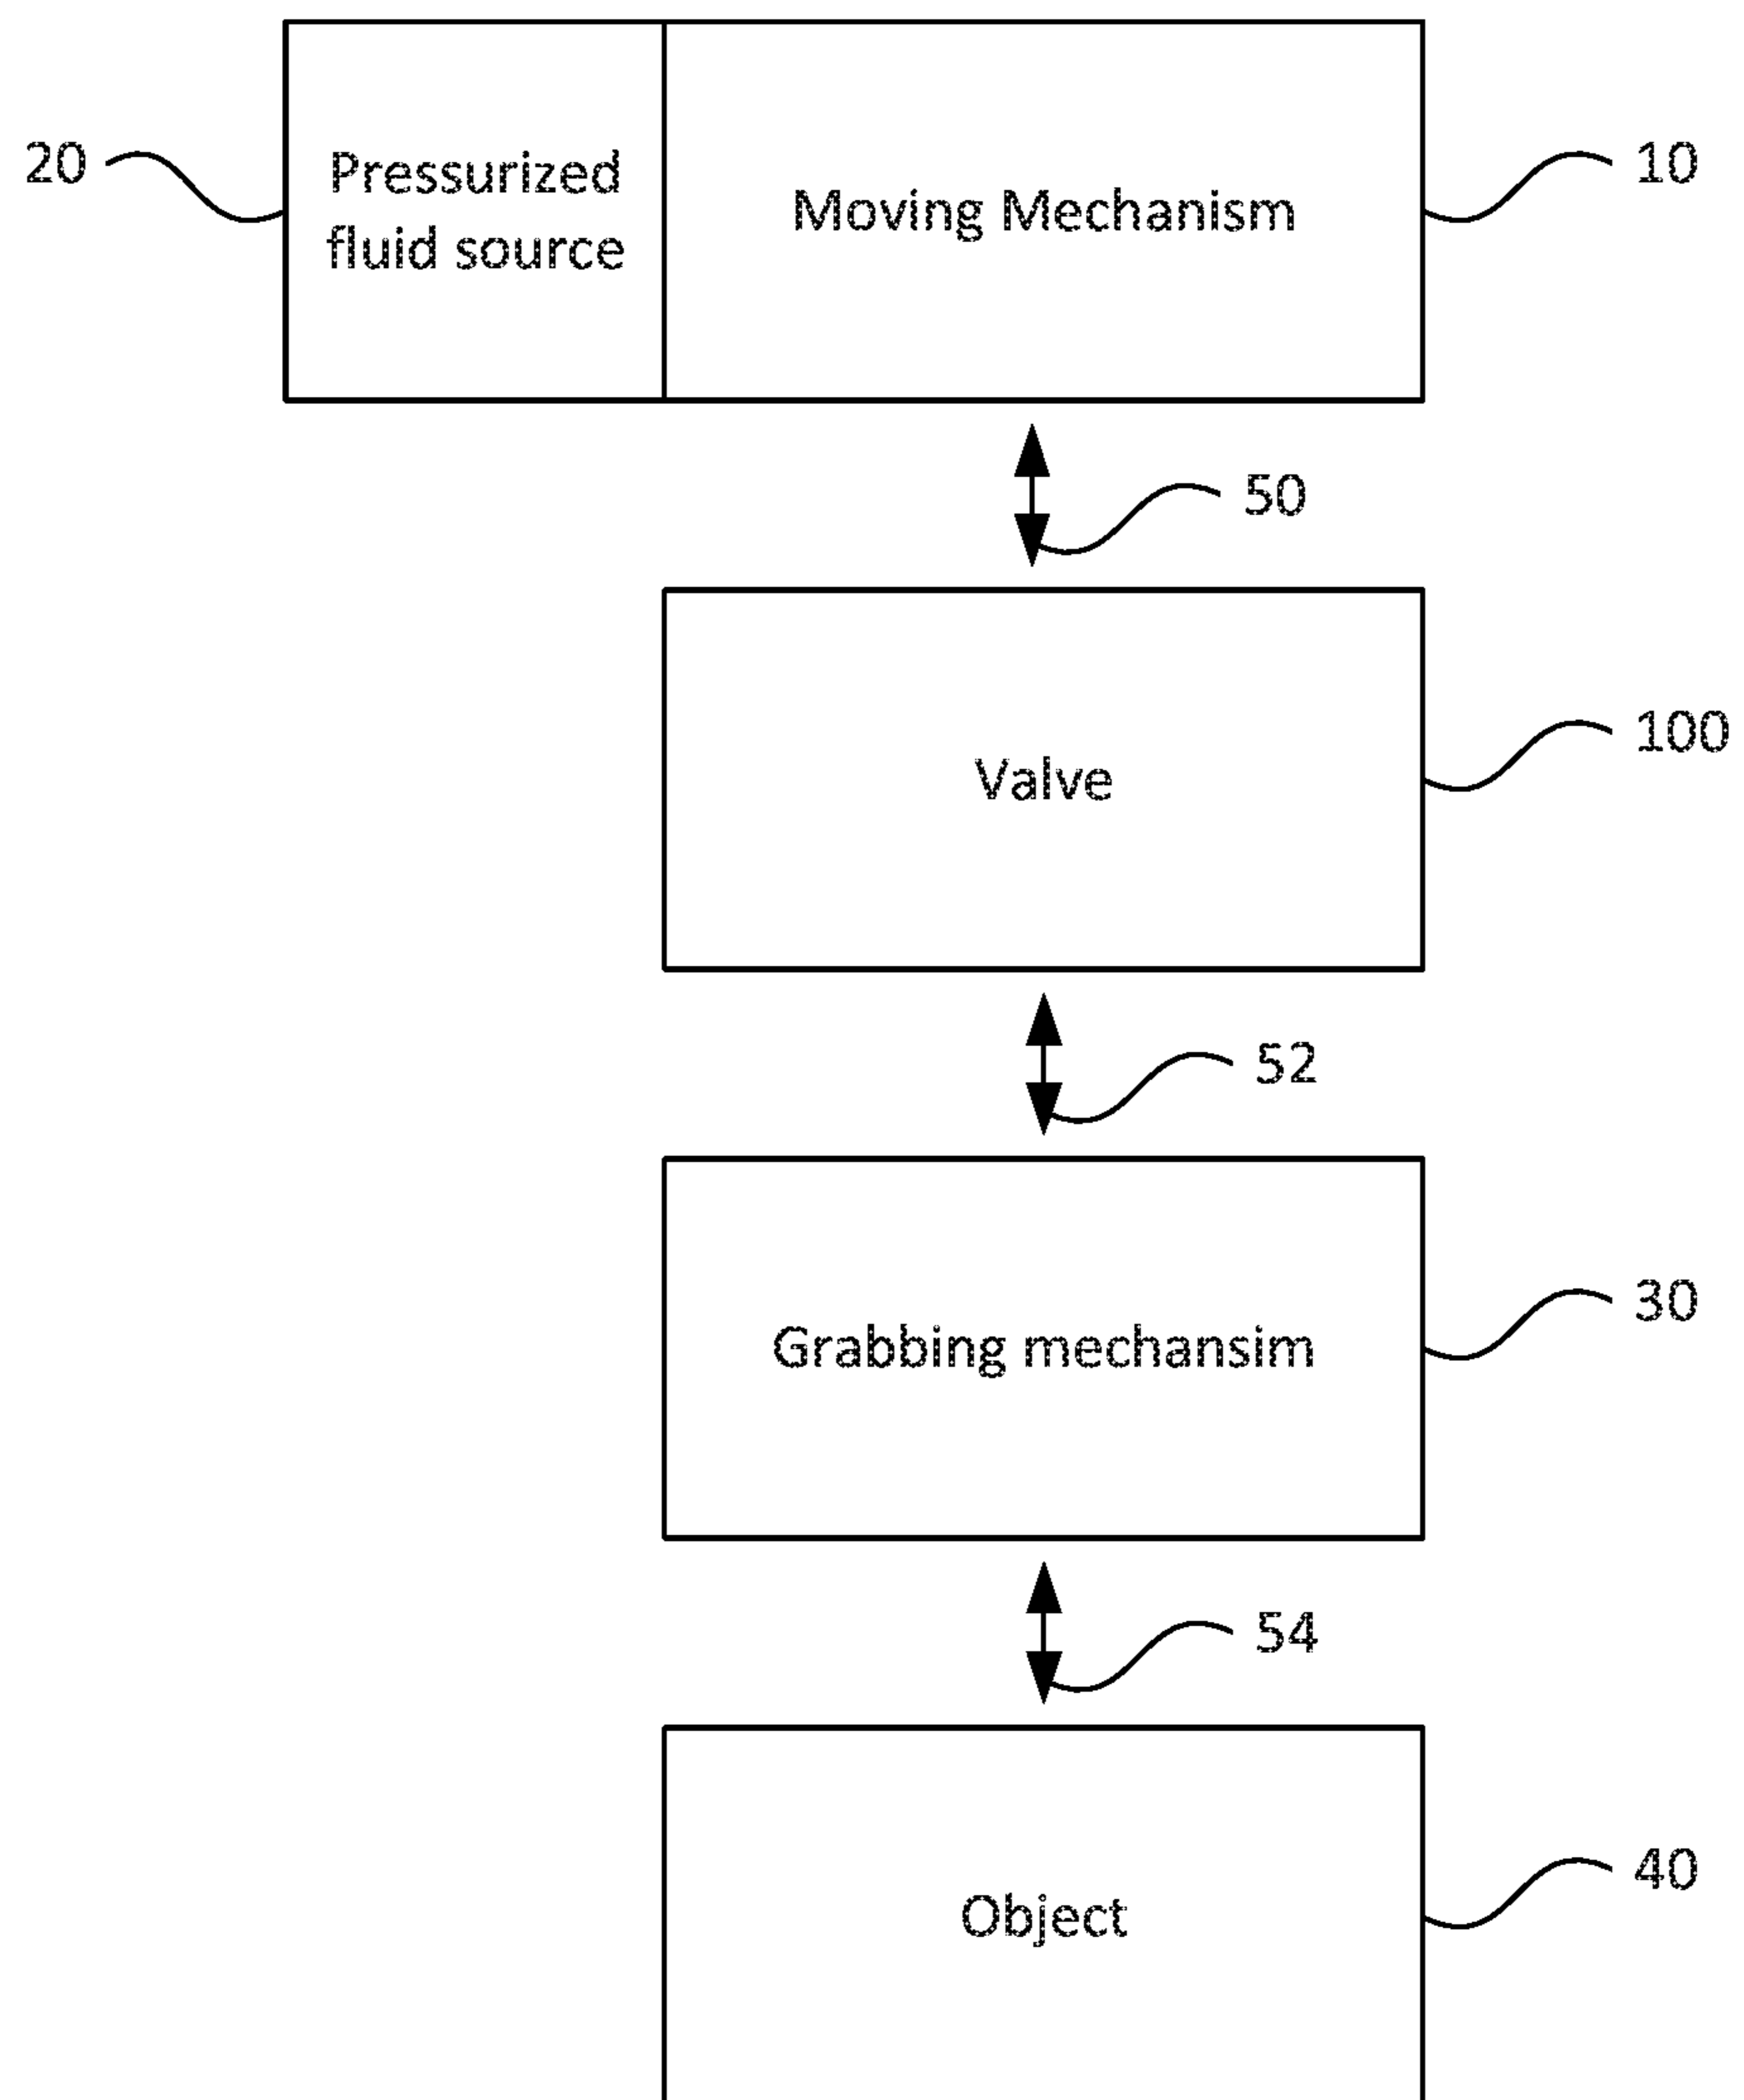 20
Pressurized
fluid source
Moving Mechanism
10
50
Valve
100
52
Grabbing mechansim
30
54
Object
40